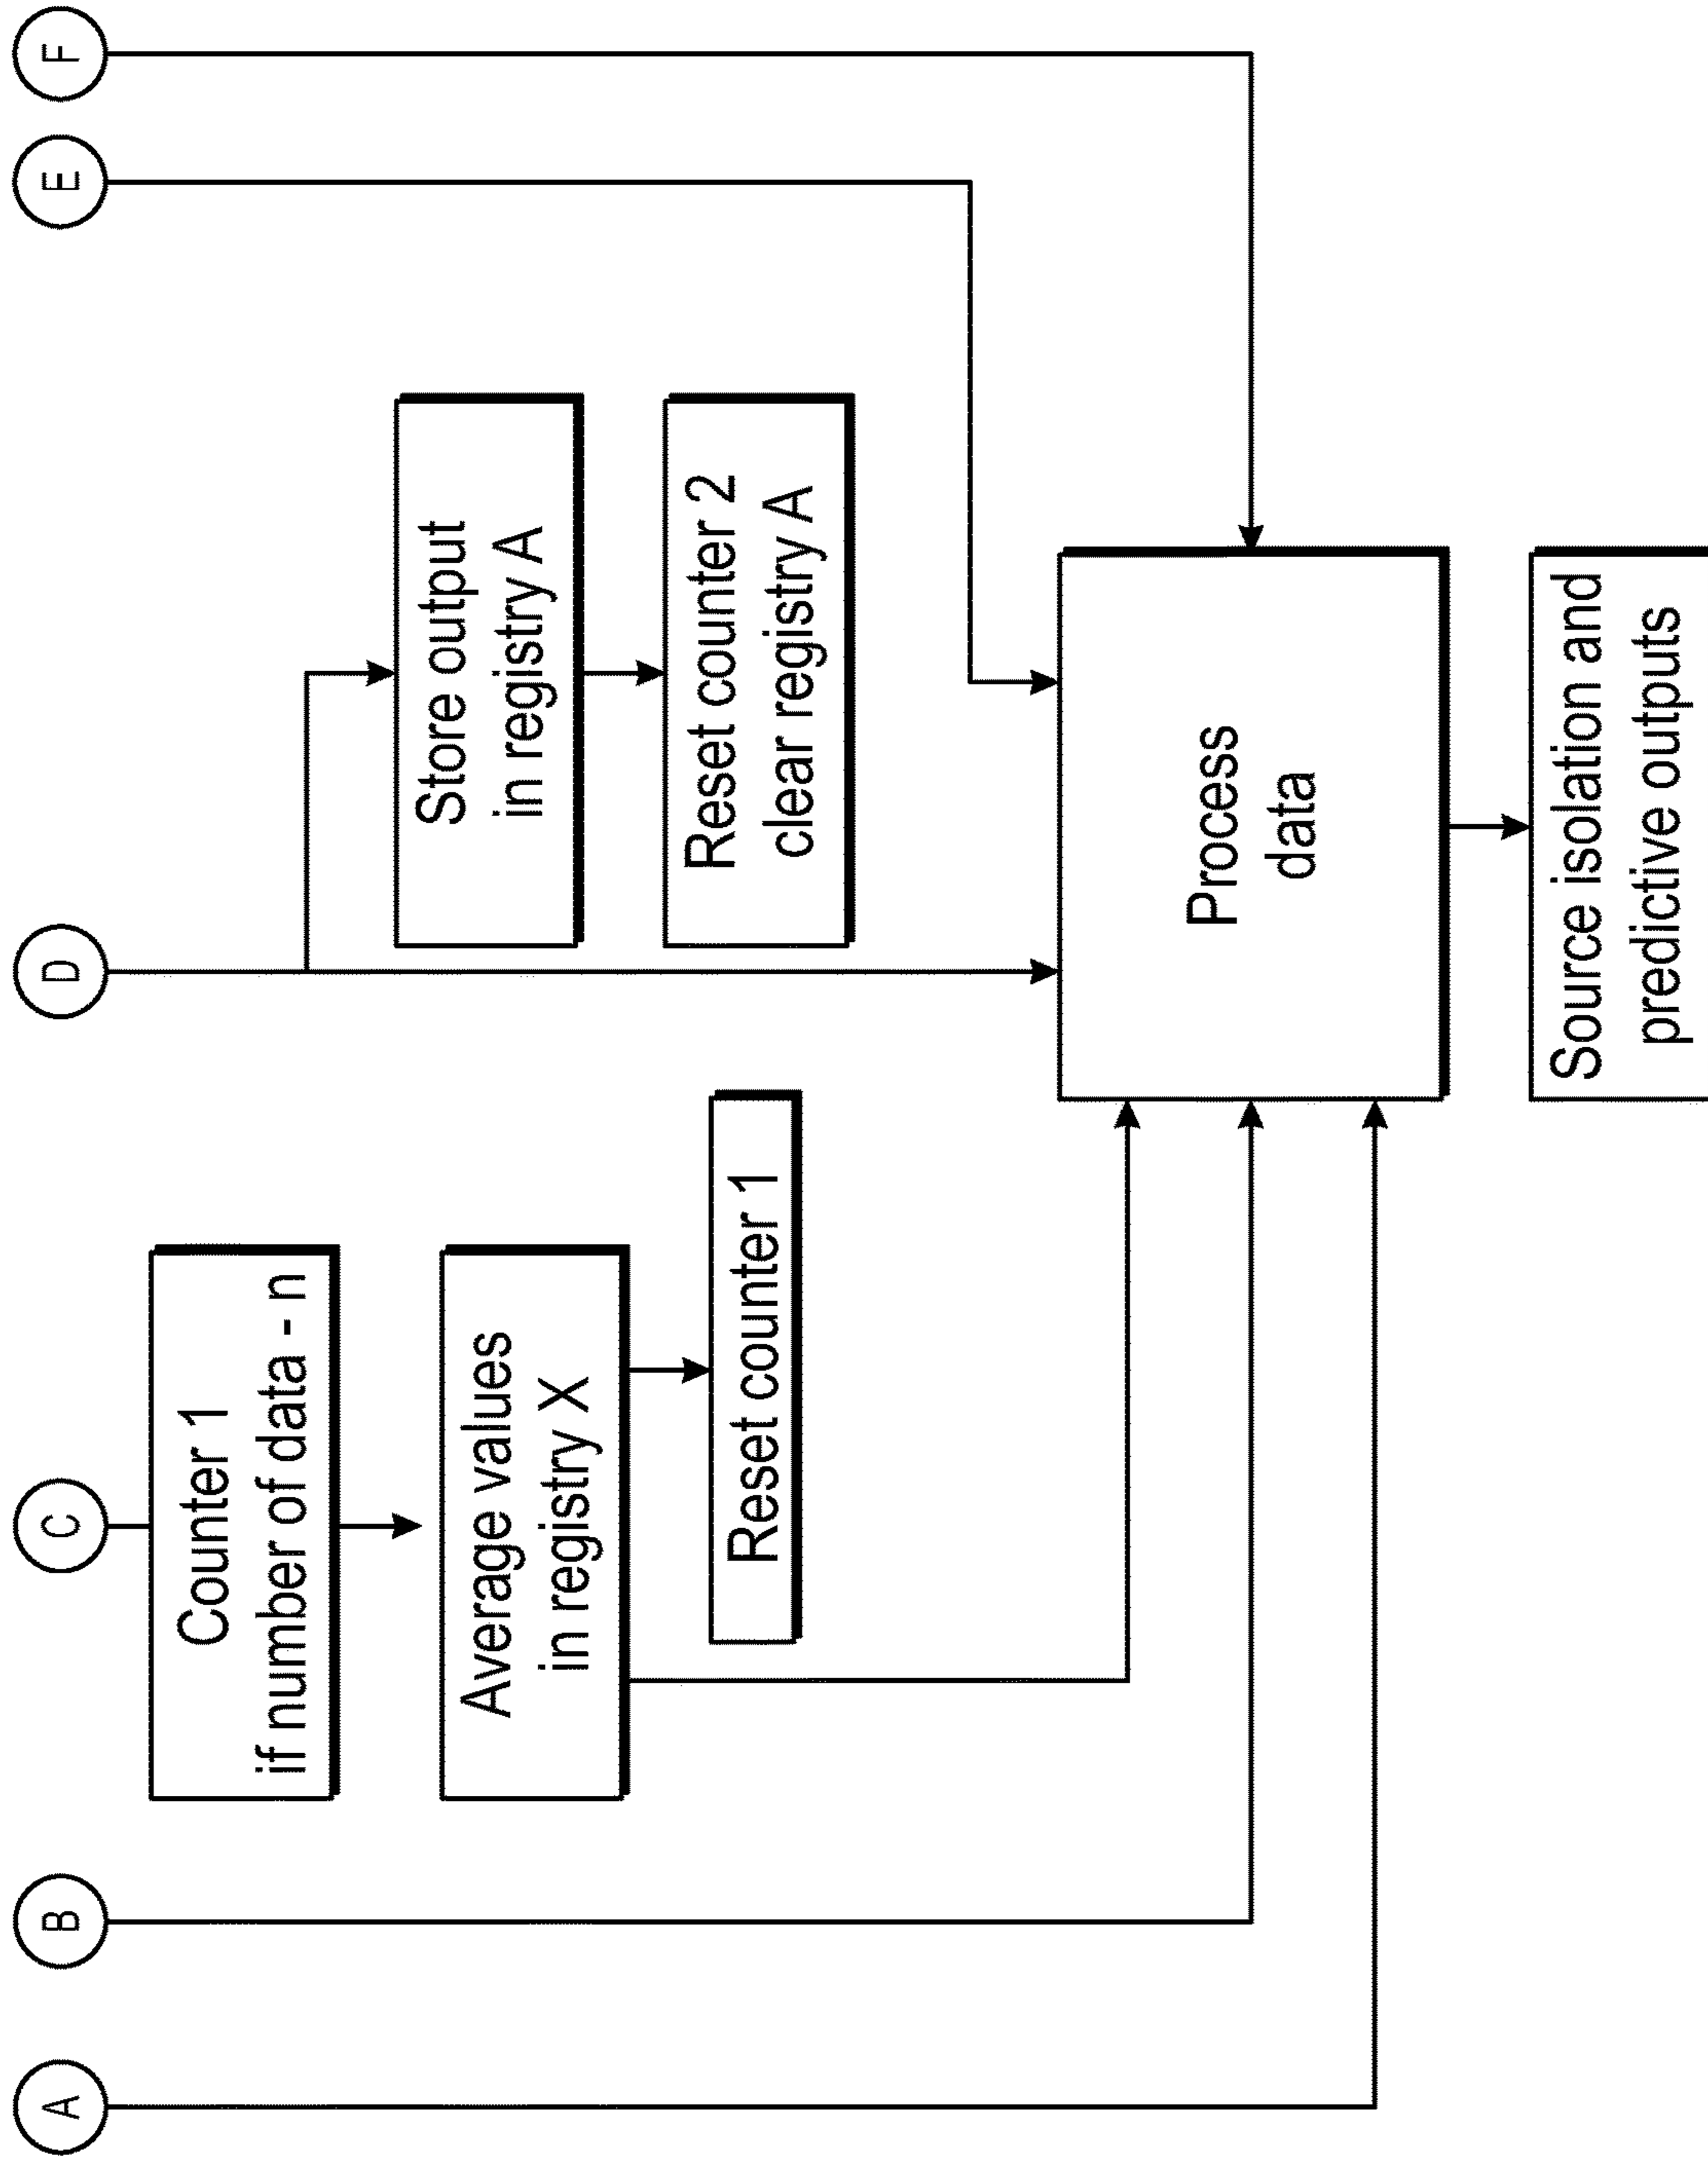 A
B
C
D
E
F
Counter 1
if number of data - n
Average values
in registry X
Reset counter 1
Store output
in registry A
Reset counter 2
clear registry A
Process
data
Source isolation and
predictive outputs